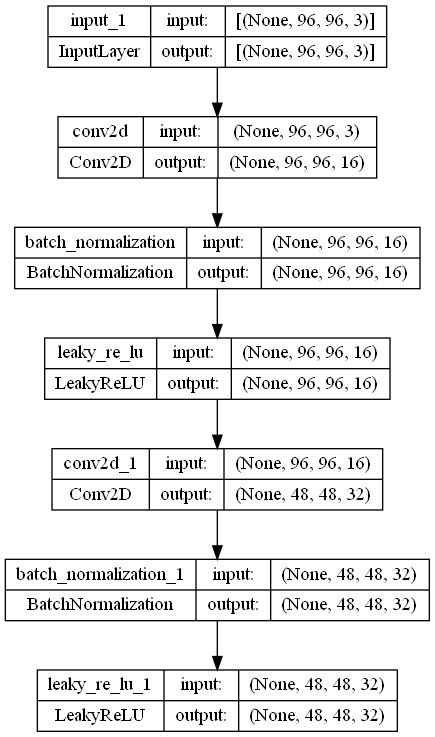 input_1 input: [(None, 96, 96, 3)]
InputLayer output: [(None, 96, 96, 3)]
conv2d input: (None, 96, 96, 3)
Conv2D output: (None, 96, 96, 16)
batch_normalization input: (None, 96, 96, 16)
BatchNormalization output: (None, 96, 96, 16)
leaky_re_lu input: (None, 96, 96, 16)
LeakyReLU output: (None, 96, 96, 16)
conv2d_1 input: (None, 96, 96, 16)
Conv2D output: (None, 48, 48, 32)
batch_normalization_1 input: (None, 48, 48, 32)
BatchNormalization output: (None, 48, 48, 32)
leaky_re_lu_1 input: (None, 48, 48, 32)
LeakyReLU output: (None, 48, 48, 32)